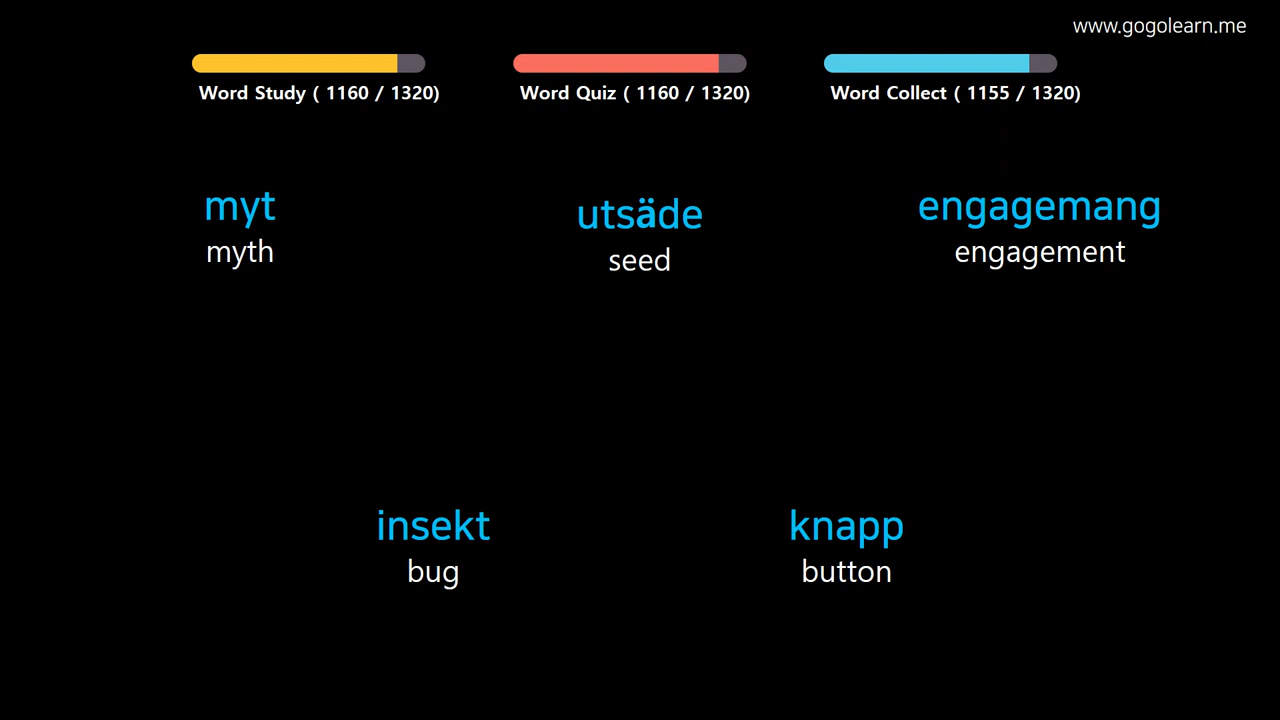 www.gogolearn.me
Word Study ( 1160 / 1320)
Word Quiz ( 1160 / 1320)
Word Collect ( 1155 / 1320)
myt
myth
utsäde
seed
engagemang
engagement
insekt
bug
knapp
button